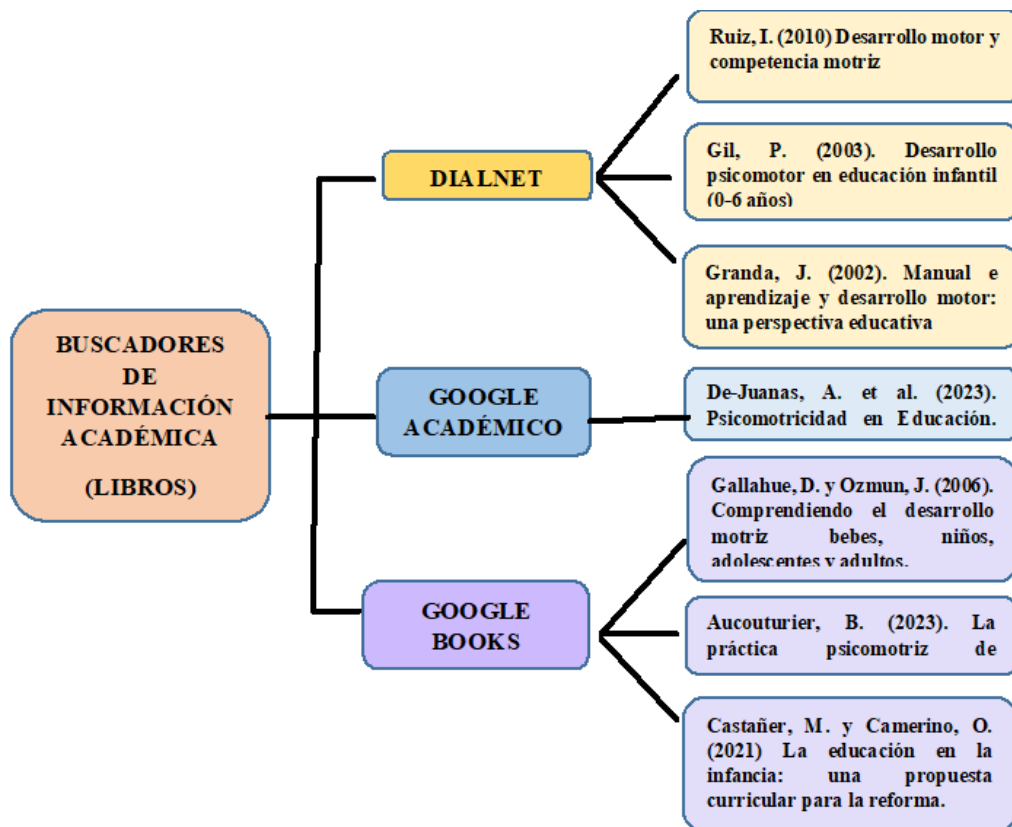 BUSCADORES
DE
INFORMACIÓN
ACADÉMICA
(LIBROS)
DIALNET
Ruiz, I. (2010) Desarrollo motor y
competencia motriz
Gil, P. (2003). Desarrollo
psicomotor en educación infantil
(0-6 años)
Granda, J. (2002). Manual e
aprendizaje y desarrollo motor:
una perspectiva educativa
GOOGLE
ACADÉMICO
De-Juanas, A. et al. (2023).
Psicomotricidad en Educación.
GOOGLE
BOOKS
Gallahue, D. y Ozmun, J. (2006).
Comprendiendo el desarrollo
motriz bebes, niños,
adolescentes y adultos.
Aucouturier, B. (2023). La
práctica psicomotriz de
Castañer, M. y Camerino, O.
(2021) La educación en la
infancia: una propuesta
curricular para la reforma.